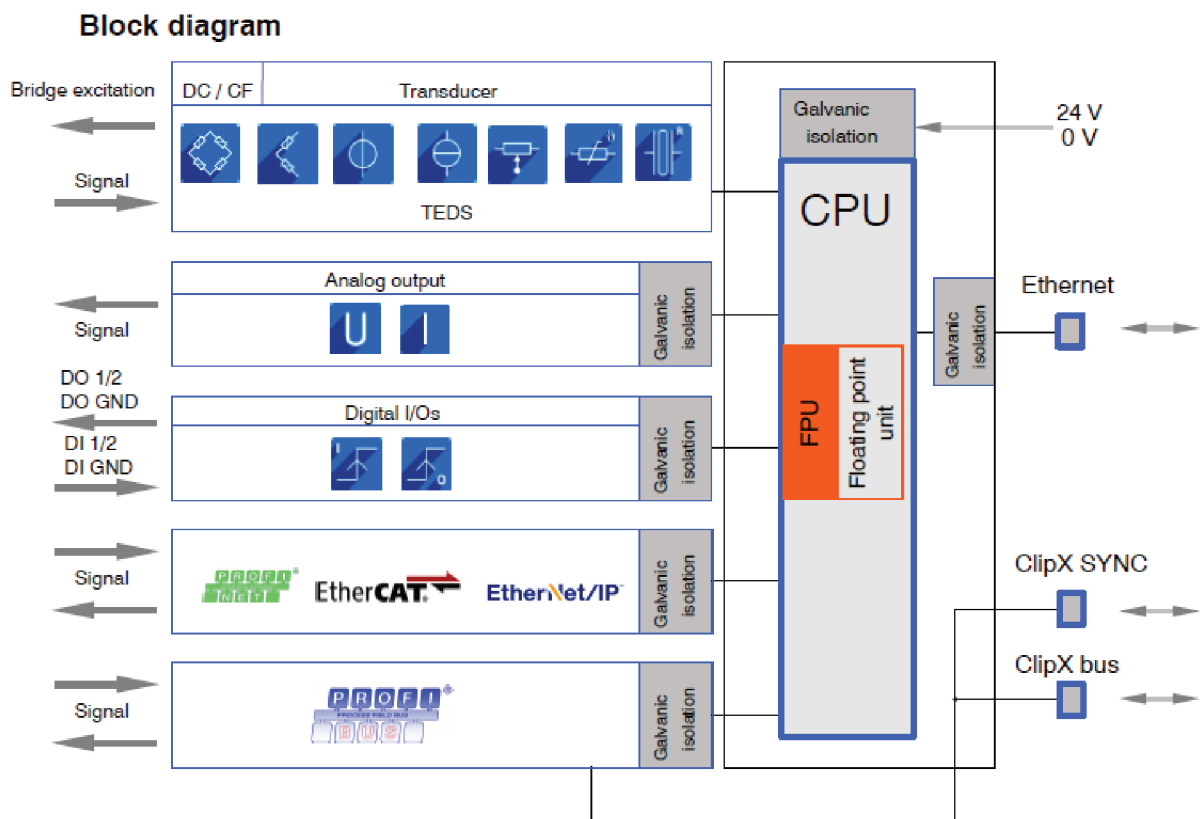 Block diagram
Bridge excitation
DC / CF
Transducer
Signal
TEDS
Galvanic
isolation
24 V
0 V
CPU
Analog output
U
I
Signal
Galvanic
isolation
Galvanic
isolation
Ethernet
DO 1/2
DO GND
DI 1/2
DI GND
Digital I/Os
I
O
Galvanic
isolation
FPU
Floating point
unit
Signal
PROFI
NET
EtherCAT
EtherNet/IP
Galvanic
isolation
ClipX SYNC
ClipX bus
Signal
PROFI
PROCESS FIELD BUS
BUS
Galvanic
isolation